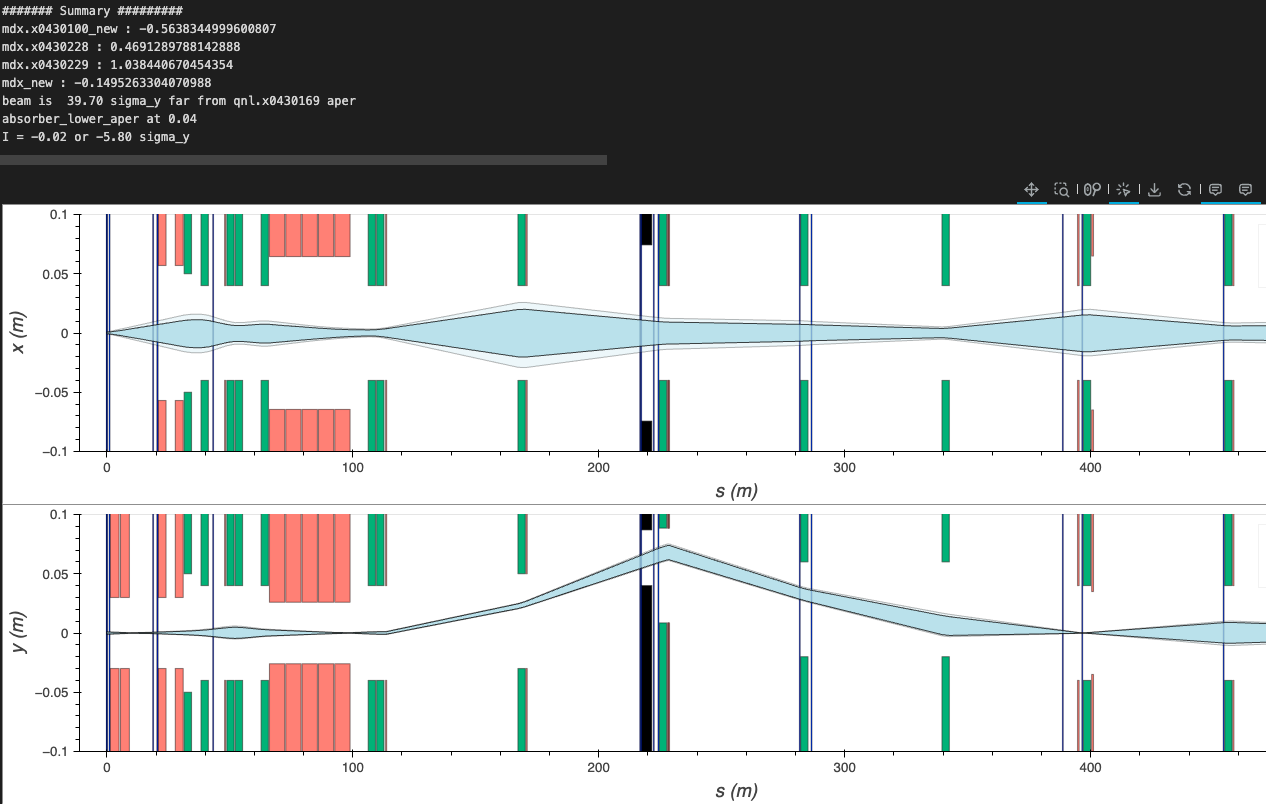 ####### Summary #########
mdx.x0430100_new : -0.5638344999600807
mdx.x0430228 : 0.4691289788142888
mdx.x0430229 : 1.038440670454354
mdx_new : -0.1495263304070988
beam is  39.70 sigma_y far from qnl.x0430169 aper
absorber_lower_aper at 0.04
I = -0.02 or -5.80 sigma_y
0.1
0.05
0
−0.05
−0.1
x (m)
0 100 200 300 400
s (m)
0.1
0.05
0
−0.05
−0.1
y (m)
0 100 200 300 400
s (m)